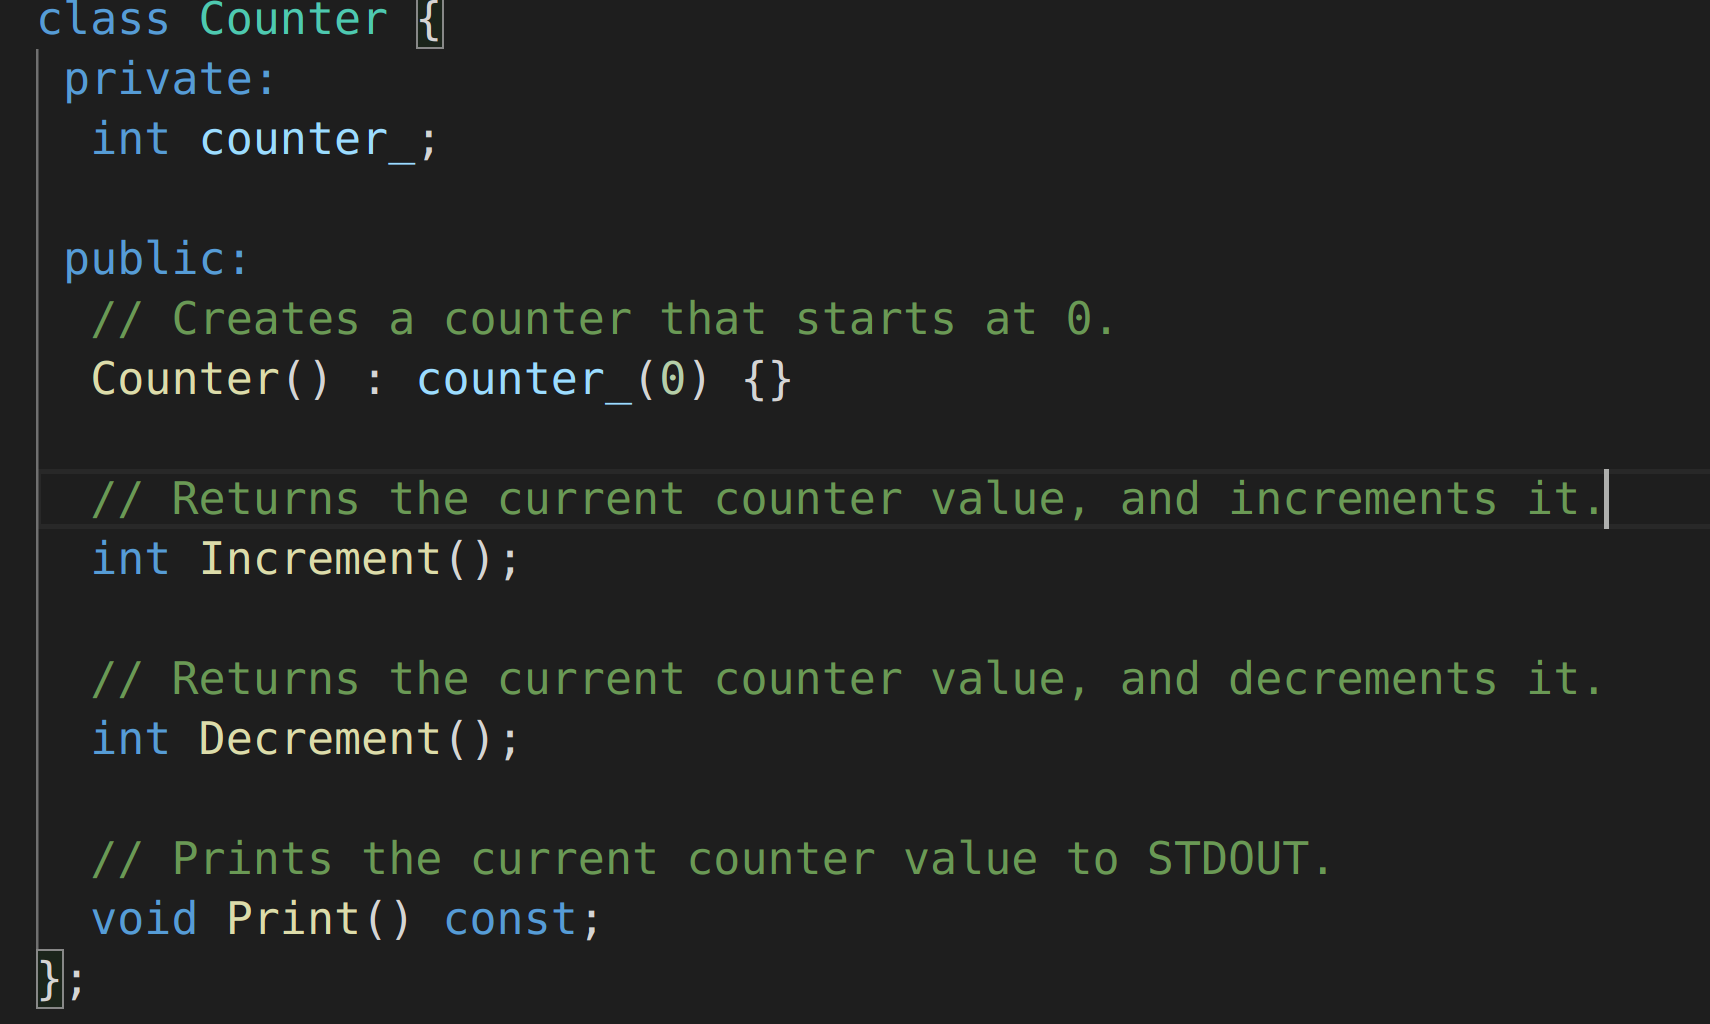 class Counter {
 private:
  int counter_;

 public:
  // Creates a counter that starts at 0.
  Counter() : counter_(0) {}

  // Returns the current counter value, and increments it.
  int Increment();

  // Returns the current counter value, and decrements it.
  int Decrement();

  // Prints the current counter value to STDOUT.
  void Print() const;
};